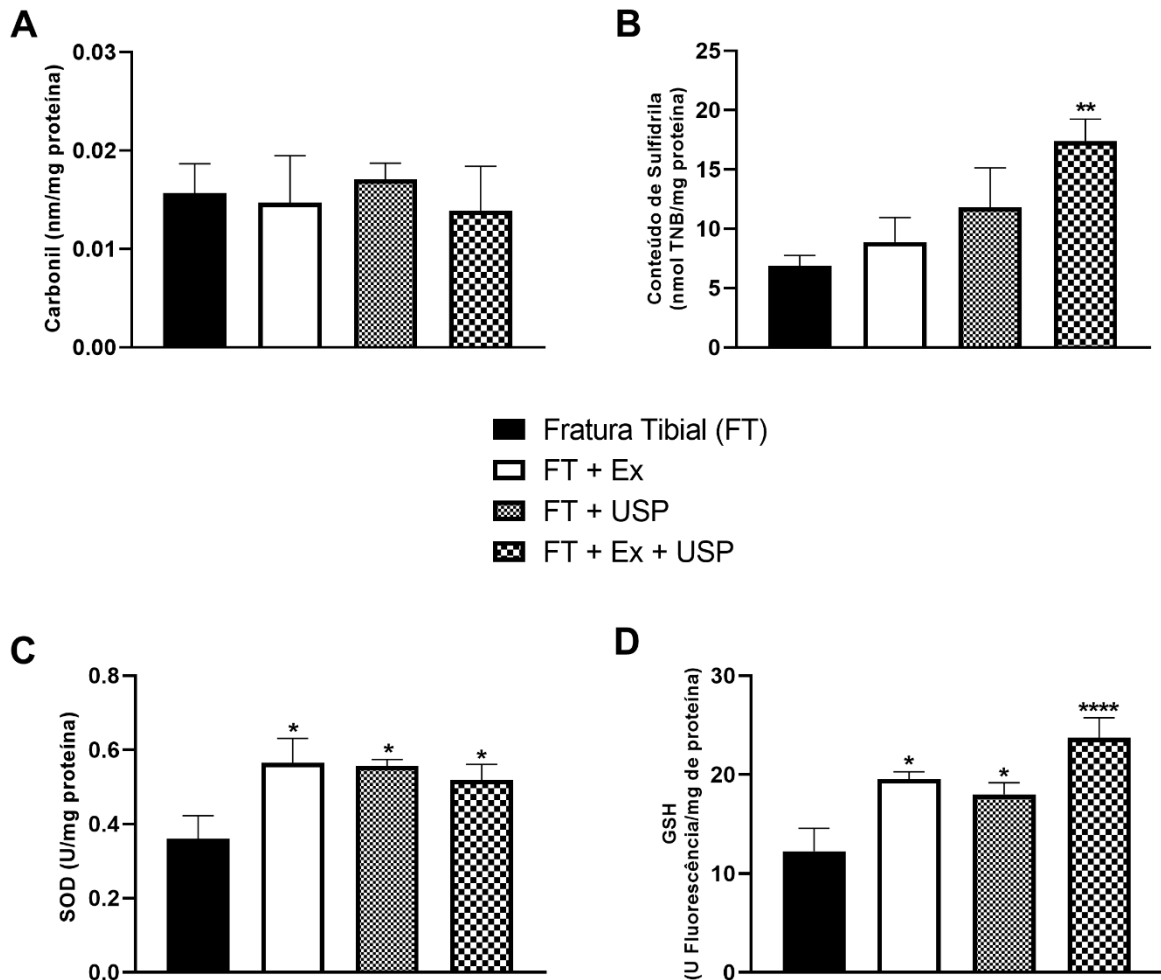 A
Carbonil (nm/mg proteína)
0.03
0.02
0.01
0.00
B
Conteúdo de Sulfidrila
(nmol TNB/mg proteína)
25
20
15
10
5
0
**
Fratura Tibial (FT)
FT + Ex
FT + USP
FT + Ex + USP
C
SOD (U/mg proteína)
0.8
0.6
0.4
0.2
0.0
*
*
*
D
GSH
(U Fluorescência/mg de proteína)
30
20
10
0
*
*
****